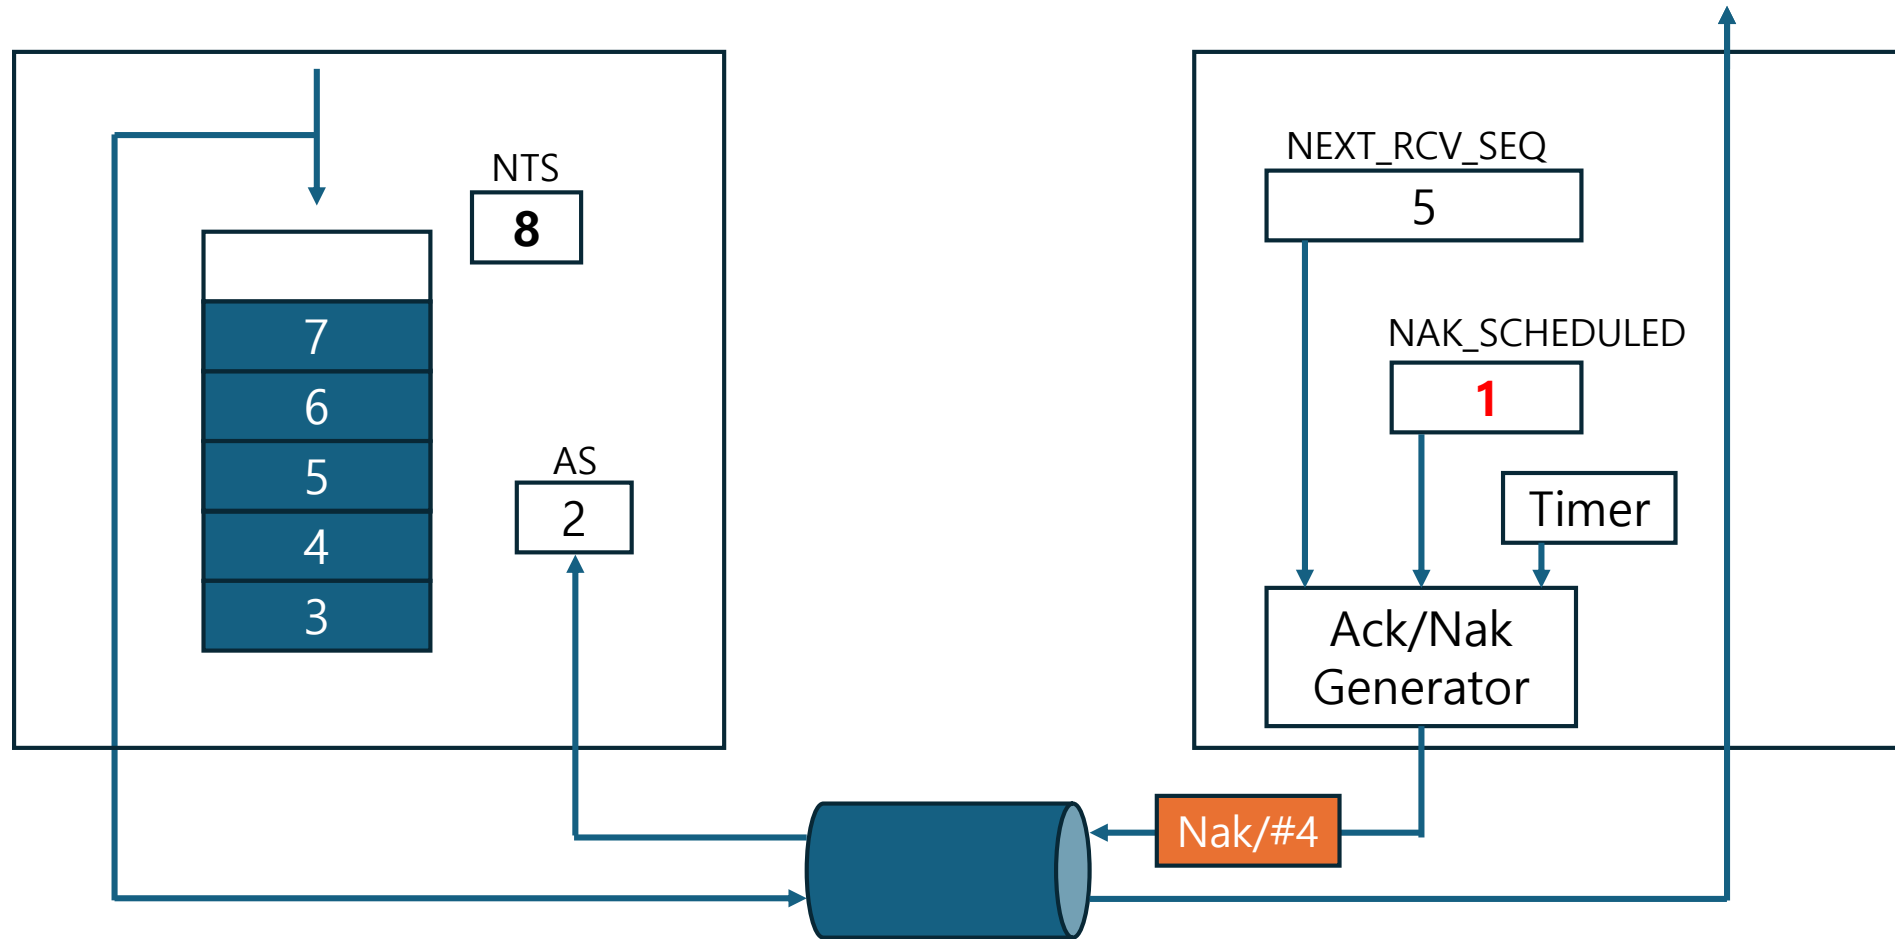 NTS
8
7
6
5
4
3
AS
2
NEXT_RCV_SEQ
5
NAK_SCHEDULED
1
Timer
Ack/Nak
Generator
Nak/#4